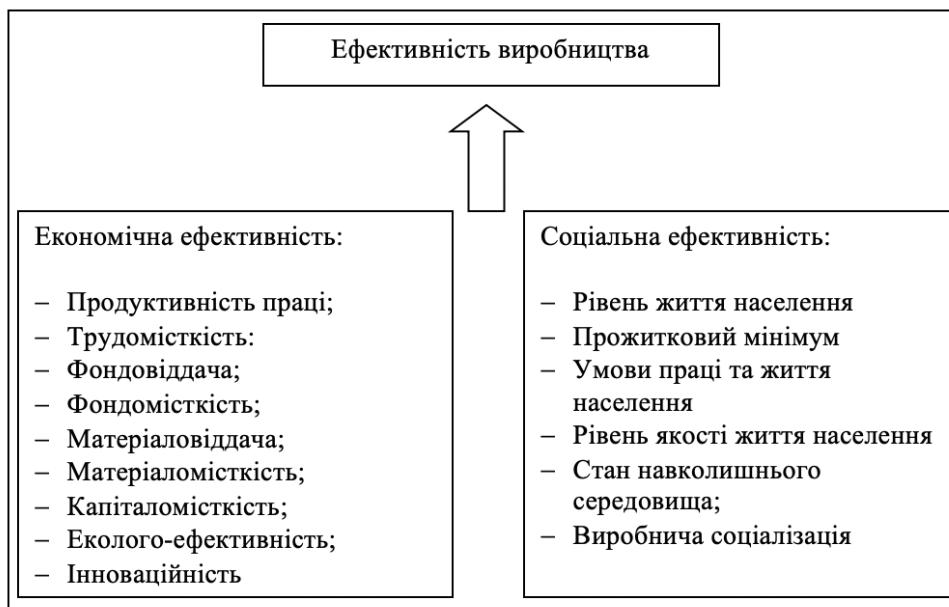 Ефективність виробництва
Економічна ефективність:
– Продуктивність праці;
– Трудомісткість:
– Фондовіддача;
– Фондомісткість;
– Матеріаловіддача;
– Матеріаломісткість;
– Капіталомісткість;
– Еколого-ефективність;
– Інноваційність
Соціальна ефективність:
– Рівень життя населення
– Прожитковий мінімум
– Умови праці та життя
населення
– Рівень якості життя населення
– Стан навколишнього
середовища;
– Виробнича соціалізація